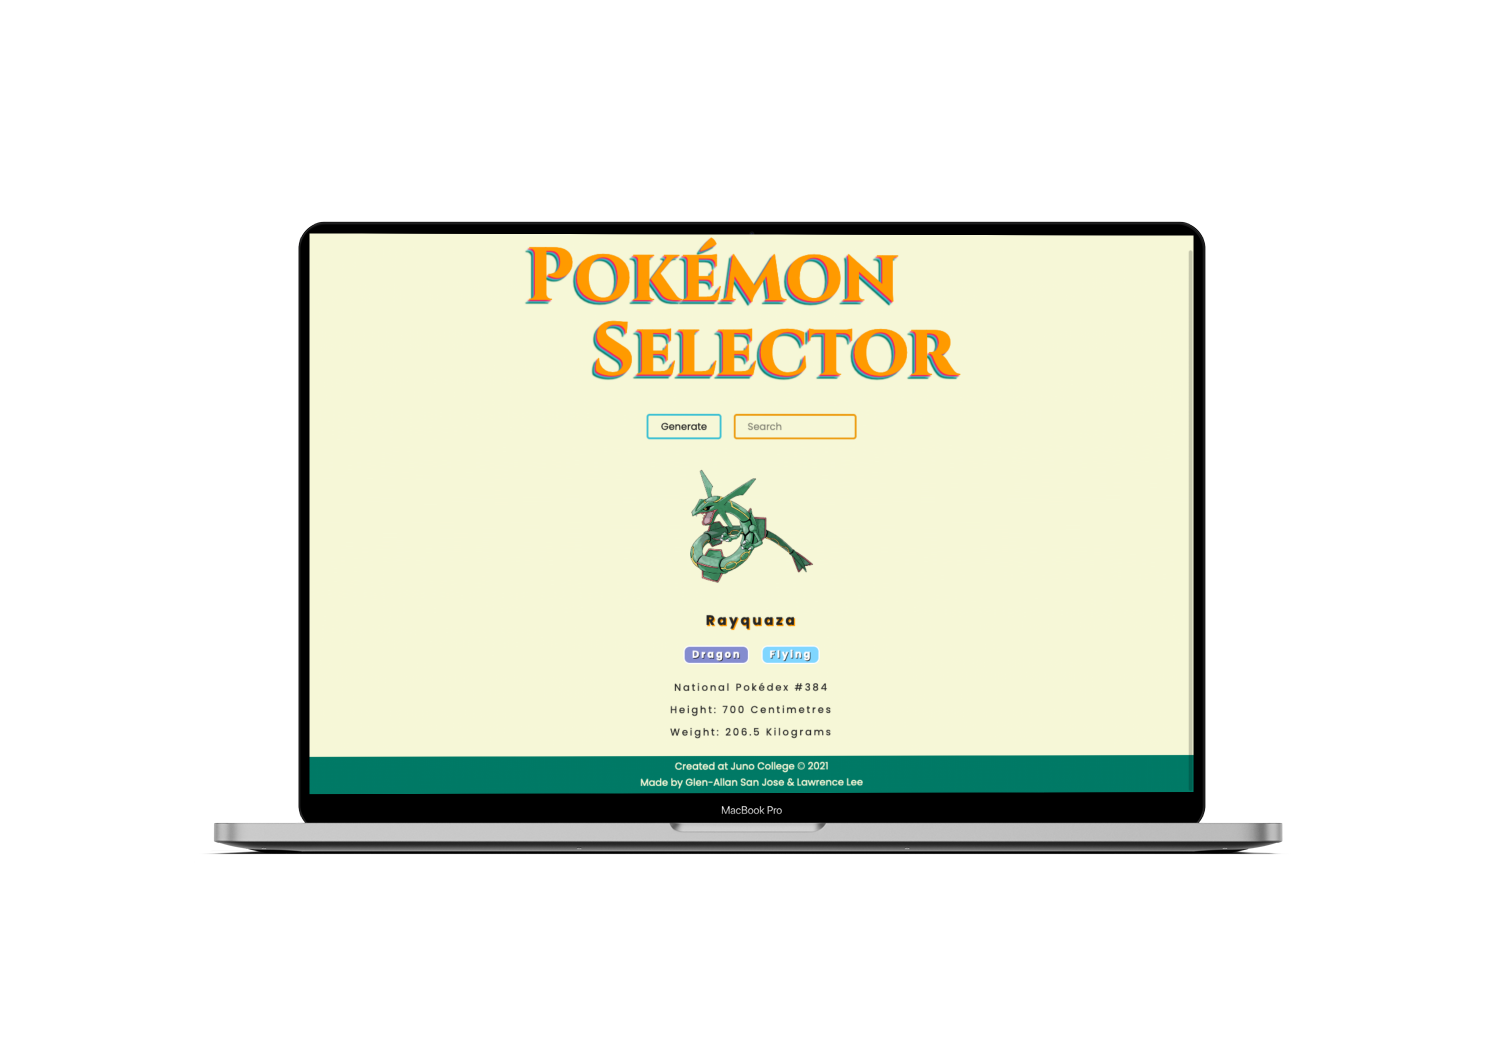 Pokémon
Selector
Generate
Search
Rayquaza
Dragon Flying
National Pokédex #384
Height: 700 Centimetres
Weight: 206.5 Kilograms
Created at Juno College © 2021
Made by Glen-Allan San Jose & Lawrence Lee
MacBook Pro